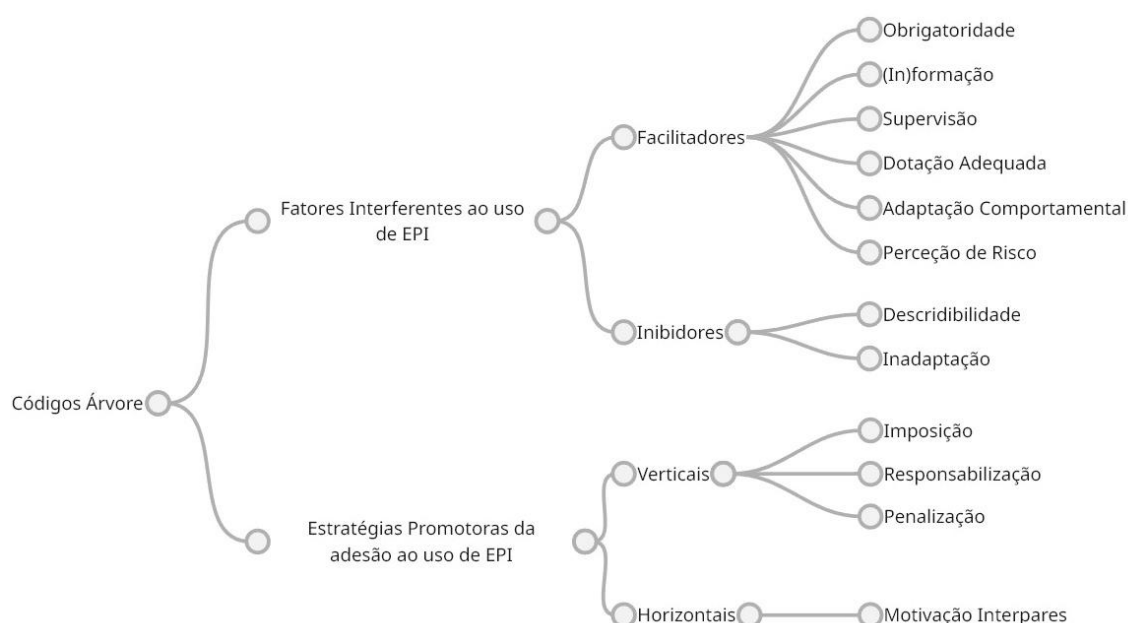 Códigos Árvore
Fatores Interferentes ao uso
de EPI
Facilitadores
Obrigatoridade
(In)formação
Supervisão
Dotação Adequada
Adaptação Comportamental
Perceção de Risco
Inibidores
Descridibilidade
Inadaptação
Estratégias Promotoras da
adesão ao uso de EPI
Verticais
Imposição
Responsabilização
Penalização
Horizontais
Motivação Interpares